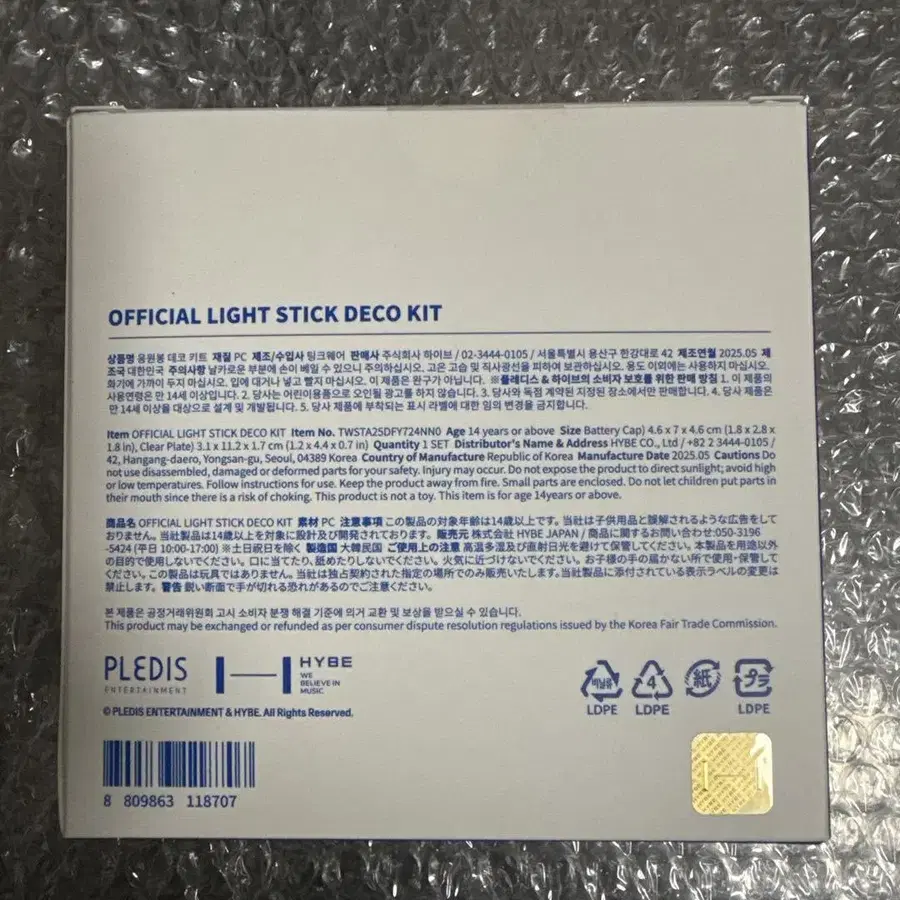 OFFICIAL LIGHT STICK DECO KIT
상품명 응원봉 데코 키트 재질 PC 제조/수입사 팅크웨어 판매사 주식회사 하이브 / 02-3444-0105 / 서울특별시 용산구 한강대로 42 제조연월 2025.05 제
조국 대한민국 주의사항 날카로운 부분에 손이 베일 수 있으니 주의하십시오. 고온 고습 및 직사광선을 피하여 보관하십시오. 용도 이외에는 사용하지 마십시오.
화기에 가까이 두지 마십시오. 입에 대거나 넣고 빨지 마십시오. 이 제품은 완구가 아닙니다. ※플레디스 & 하이브의 소비자 보호를 위한 판매 방침 1. 이 제품의
사용연령은 만 14세 이상입니다. 2. 당사는 어린이용품으로 오인될 광고를 하지 않습니다. 3. 당사와 독점 계약된 지정된 장소에서만 판매합니다. 4. 당사 제품은
만 14세 이상을 대상으로 설계 및 개발됩니다. 5. 당사 제품에 부착되는 표시 라벨에 대한 임의 변경을 금지합니다.
Item OFFICIAL LIGHT STICK DECO KIT Item No. TWSTA25DFY724NN0 Age 14 years or above Size Battery Cap) 4.6 x 7 x 4.6 cm (1.8 x 2.8 x
1.8 in), Clear Plate) 3.1 x 11.2 x 1.7 cm (1.2 x 4.4 x 0.7 in) Quantity 1 SET Distributor's Name & Address HYBE CO., Ltd / +82 2 3444-0105 /
42, Hangang-daero, Yongsan-gu, Seoul, 04389 Korea Country of Manufacture Republic of Korea Manufacture Date 2025.05 Cautions Do
not use disassembled, damaged or deformed parts for your safety. Injury may occur. Do not expose the product to direct sunlight; avoid high
or low temperatures. Follow instructions for use. Keep the product away from fire. Small parts are enclosed. Do not let children put parts in
their mouth since there is a risk of choking. This product is not a toy. This item is for age 14years or above.
商品名 OFFICIAL LIGHT STICK DECO KIT 素材 PC 注意事項 この製品の対象年齢は14歳以上です。当社は子供用品と誤解されるような広告をして
おりません。当社の製品は14歳以上を対象に設計及び開発されております。販売元 株式会社 HYBE JAPAN / 商品に関するお問い合わせ:050-3196
-5424 (平日 10:00-17:00) ※土日祝日を除く 製造国 大韓民国 ご使用上の注意 高温多湿及び直射日光を避けて保管してください。本製品を用途以外
の目的で使用しないでください。口に当てたり、舐めたりしないでください。火気に近づけないでください。お子様の手の届かない所で使用・保管して
ください。この製品は玩具ではありません。当社は独占契約された指定の場所でのみ販売いたします。当社製品に添付されている表示ラベルの変更は
禁止します。警告 鋭い断面で手が切れる恐れがあるのでご注意ください。
본 제품은 공정거래위원회 고시 소비자 분쟁 해결 기준에 의거 교환 및 보상을 받으실 수 있습니다.
This product may be exchanged or refunded as per consumer dispute resolution regulations issued by the Korea Fair Trade Commission.
PLEDIS
ENTERTAINMENT
HYBE
WE
BELIEVE IN
MUSIC
© PLEDIS ENTERTAINMENT & HYBE. All Rights Reserved.
비닐류
LDPE
4
LDPE
紙
プラ
LDPE
8 809863 118707